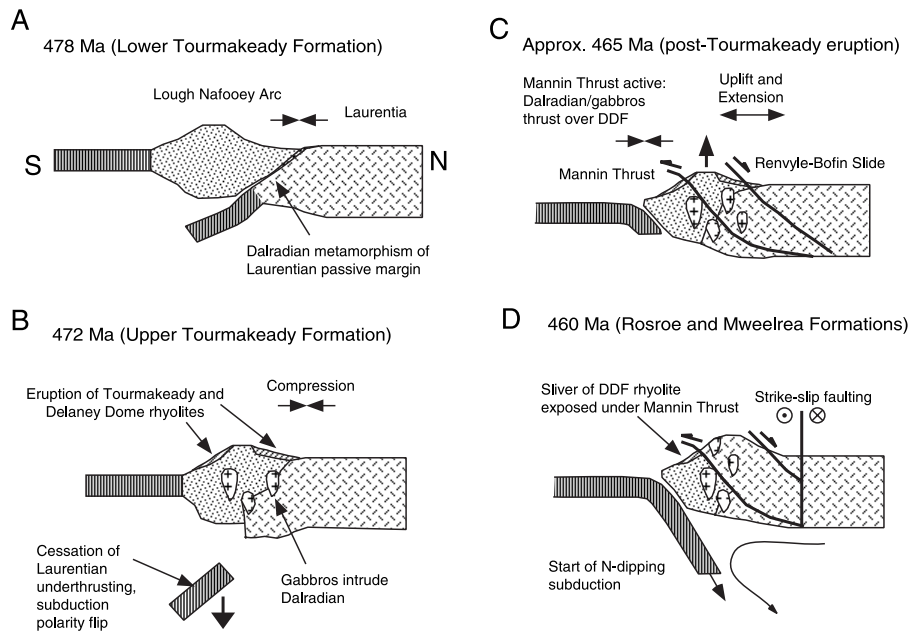 A
478 Ma (Lower Tourmakeady Formation)
Lough Nafooey Arc
Laurentia
S
N
Dalradian metamorphism of
Laurentian passive margin
B
472 Ma (Upper Tourmakeady Formation)
Eruption of Tourmakeady and
Delaney Dome rhyolites
Compression
Cessation of
Laurentian
underthrusting,
subduction
polarity flip
Gabbros intrude
Dalradian
C
Approx. 465 Ma (post-Tourmakeady eruption)
Mannin Thrust active:
Dalradian/gabbros
thrust over DDF
Uplift and
Extension
Mannin Thrust
Renvyle-Bofin Slide
D
460 Ma (Rosroe and Mweelrea Formations)
Sliver of DDF rhyolite
exposed under Mannin Thrust
Strike-slip faulting
Start of N-dipping
subduction